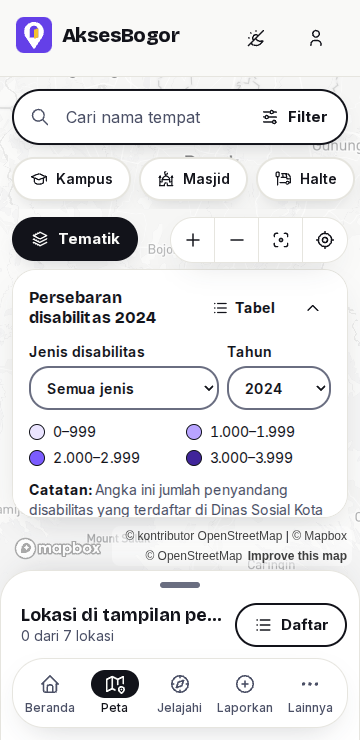 AksesBogor
Cari nama tempat
Filter
Kampus
Masjid
Halte
Tematik
Persebaran
disabilitas 2024
Tabel
Jenis disabilitas
Tahun
Semua jenis
2024
0–999
1.000–1.999
2.000–2.999
3.000–3.999
Catatan: Angka ini jumlah penyandang
disabilitas yang terdaftar di Dinas Sosial Kota
© kontributor OpenStreetMap | © Mapbox
© OpenStreetMap Improve this map
mapbox
Lokasi di tampilan pe...
0 dari 7 lokasi
Daftar
Beranda
Peta
Jelajahi
Laporkan
Lainnya